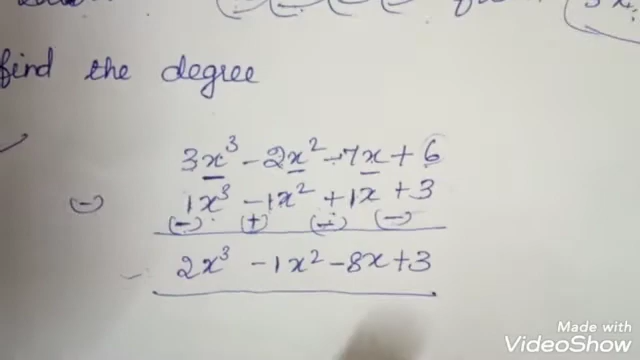 find the degree
3x³ - 2x² - 7x + 6
(-) 1x³ - 1x² + 1x + 3
(-) (+) (-) (-)
2x³ - 1x² - 8x + 3
Made with
VideoShow